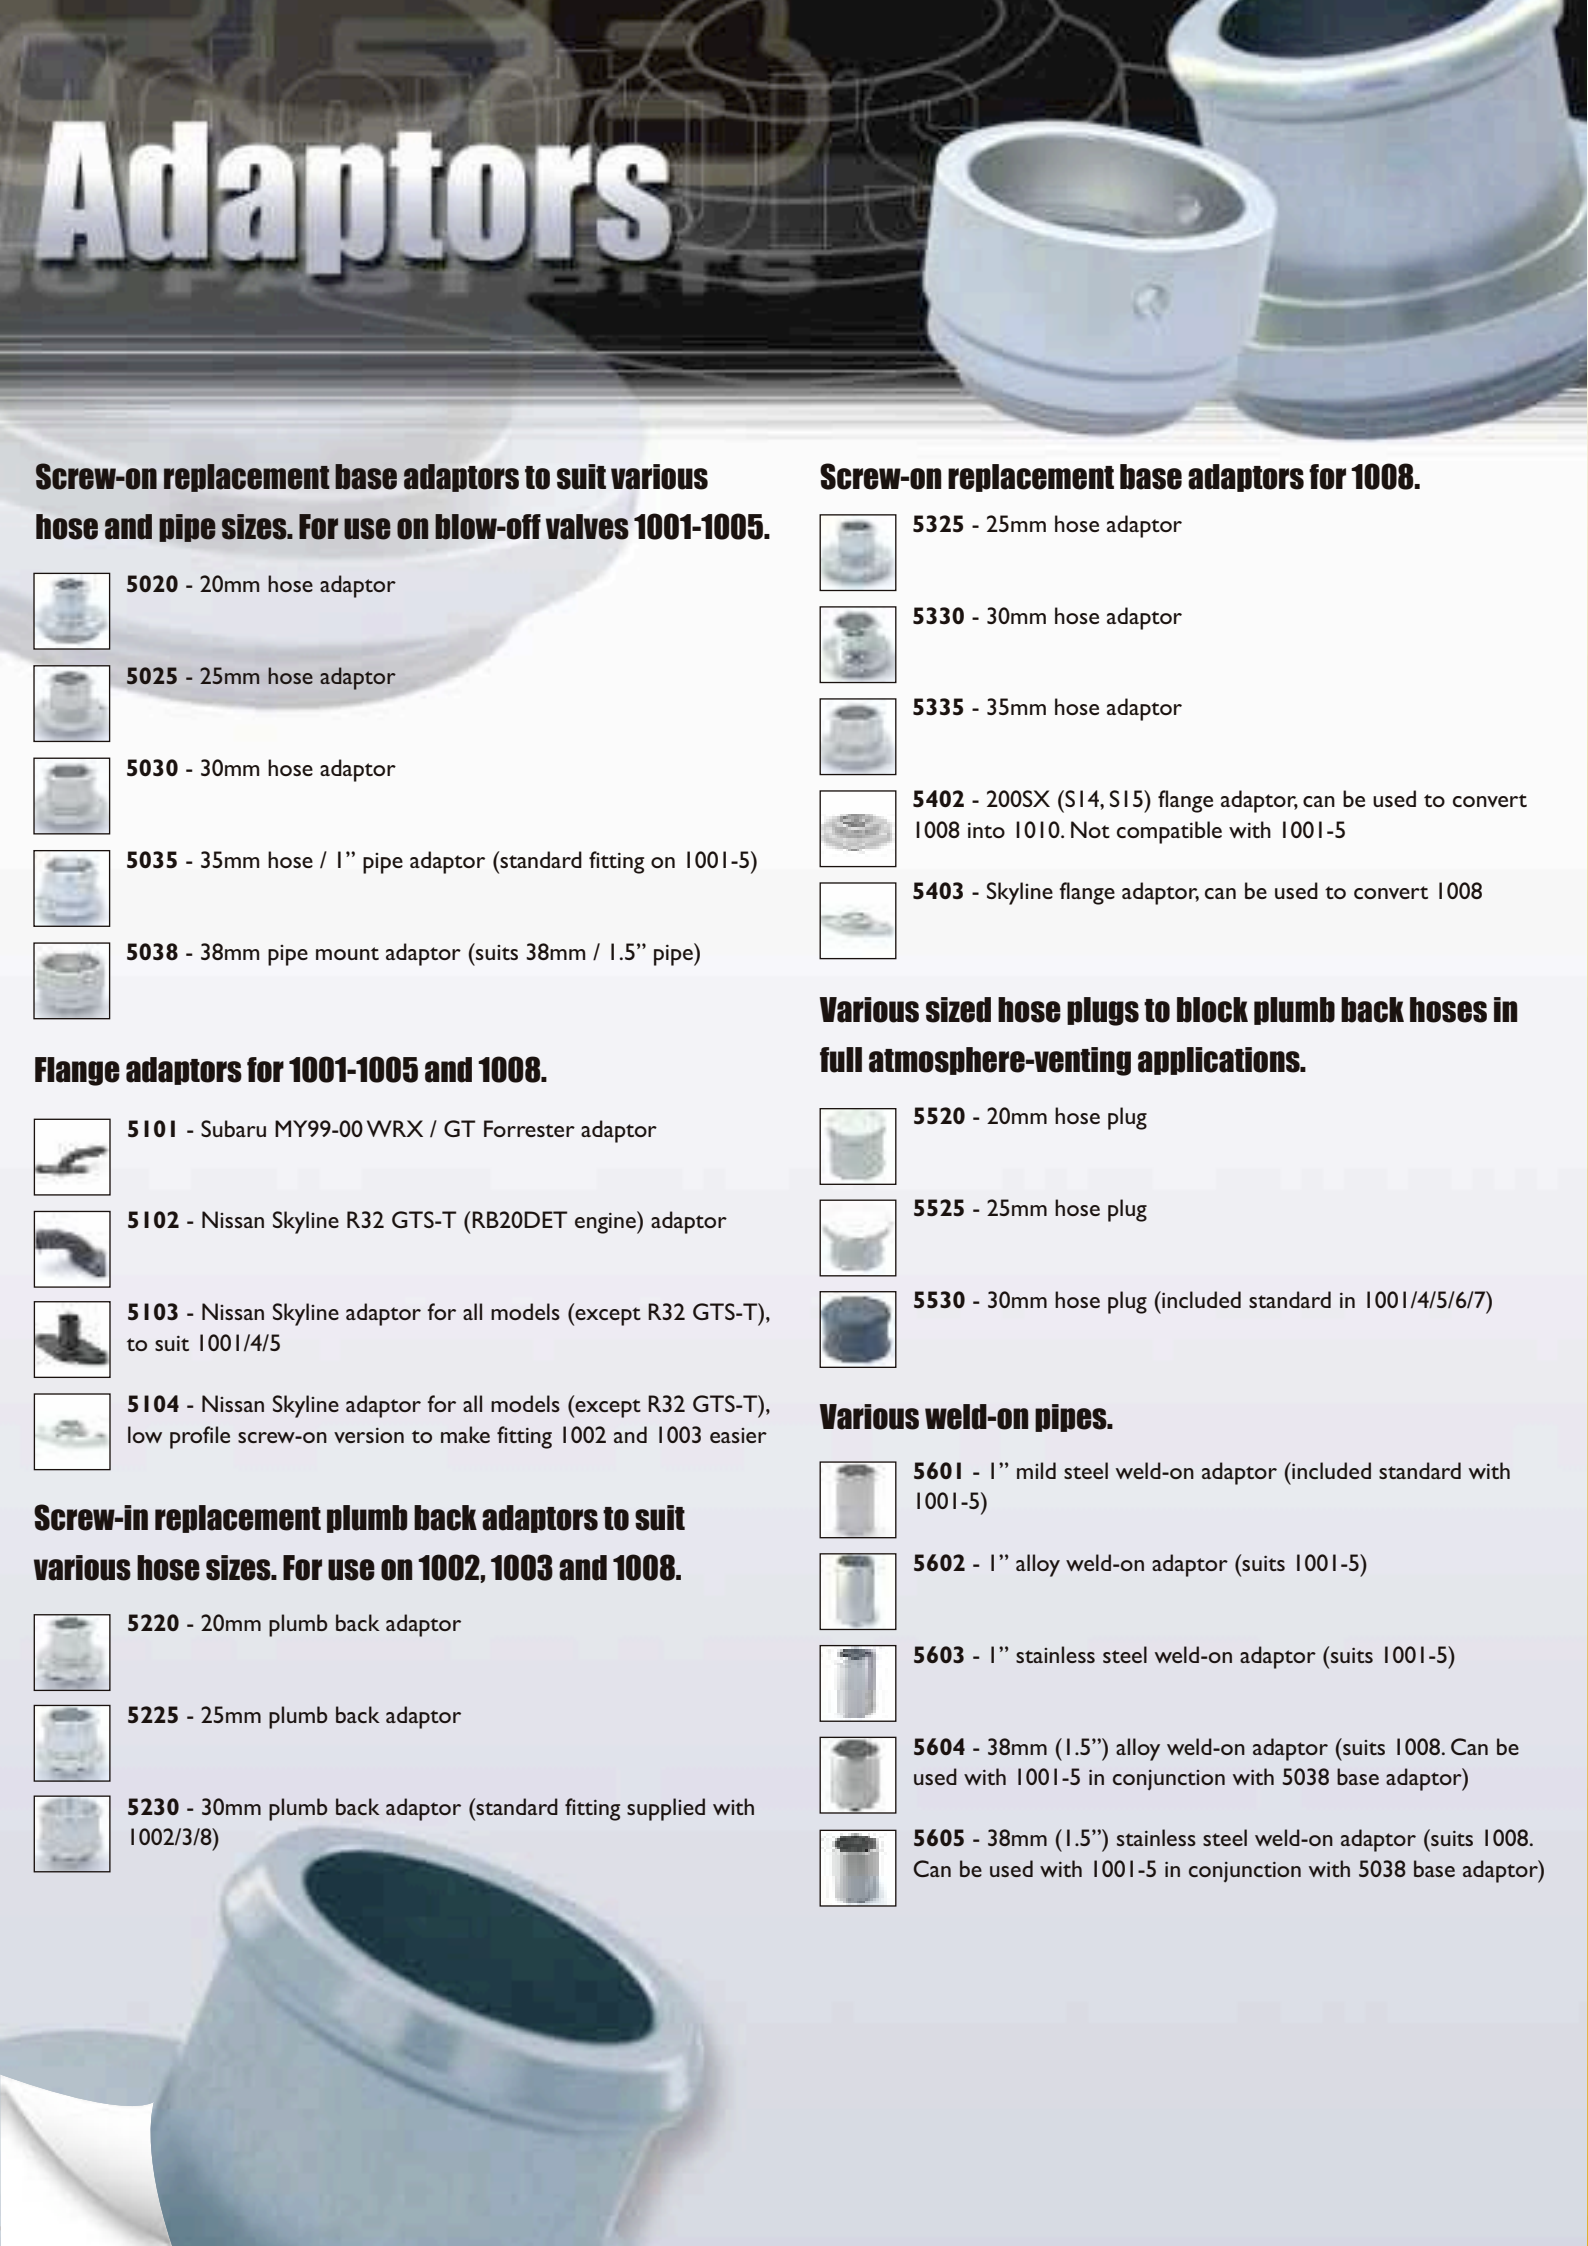 Adaptors
GO FAST BITS
Screw-on replacement base adaptors to suit various
hose and pipe sizes. For use on blow-off valves 1001-1005.
5020 - 20mm hose adaptor
5025 - 25mm hose adaptor
5030 - 30mm hose adaptor
5035 - 35mm hose / 1” pipe adaptor (standard fitting on 1001-5)
5038 - 38mm pipe mount adaptor (suits 38mm / 1.5” pipe)
Flange adaptors for 1001-1005 and 1008.
5101 - Subaru MY99-00 WRX / GT Forrester adaptor
5102 - Nissan Skyline R32 GTS-T (RB20DET engine) adaptor
5103 - Nissan Skyline adaptor for all models (except R32 GTS-T),
to suit 1001/4/5
5104 - Nissan Skyline adaptor for all models (except R32 GTS-T),
low profile screw-on version to make fitting 1002 and 1003 easier
Screw-in replacement plumb back adaptors to suit
various hose sizes. For use on 1002, 1003 and 1008.
5220 - 20mm plumb back adaptor
5225 - 25mm plumb back adaptor
5230 - 30mm plumb back adaptor (standard fitting supplied with
1002/3/8)
Screw-on replacement base adaptors for 1008.
5325 - 25mm hose adaptor
5330 - 30mm hose adaptor
5335 - 35mm hose adaptor
5402 - 200SX (S14, S15) flange adaptor, can be used to convert
1008 into 1010. Not compatible with 1001-5
5403 - Skyline flange adaptor, can be used to convert 1008
Various sized hose plugs to block plumb back hoses in
full atmosphere-venting applications.
5520 - 20mm hose plug
5525 - 25mm hose plug
5530 - 30mm hose plug (included standard in 1001/4/5/6/7)
Various weld-on pipes.
5601 - 1” mild steel weld-on adaptor (included standard with
1001-5)
5602 - 1” alloy weld-on adaptor (suits 1001-5)
5603 - 1” stainless steel weld-on adaptor (suits 1001-5)
5604 - 38mm (1.5”) alloy weld-on adaptor (suits 1008. Can be
used with 1001-5 in conjunction with 5038 base adaptor)
5605 - 38mm (1.5”) stainless steel weld-on adaptor (suits 1008.
Can be used with 1001-5 in conjunction with 5038 base adaptor)